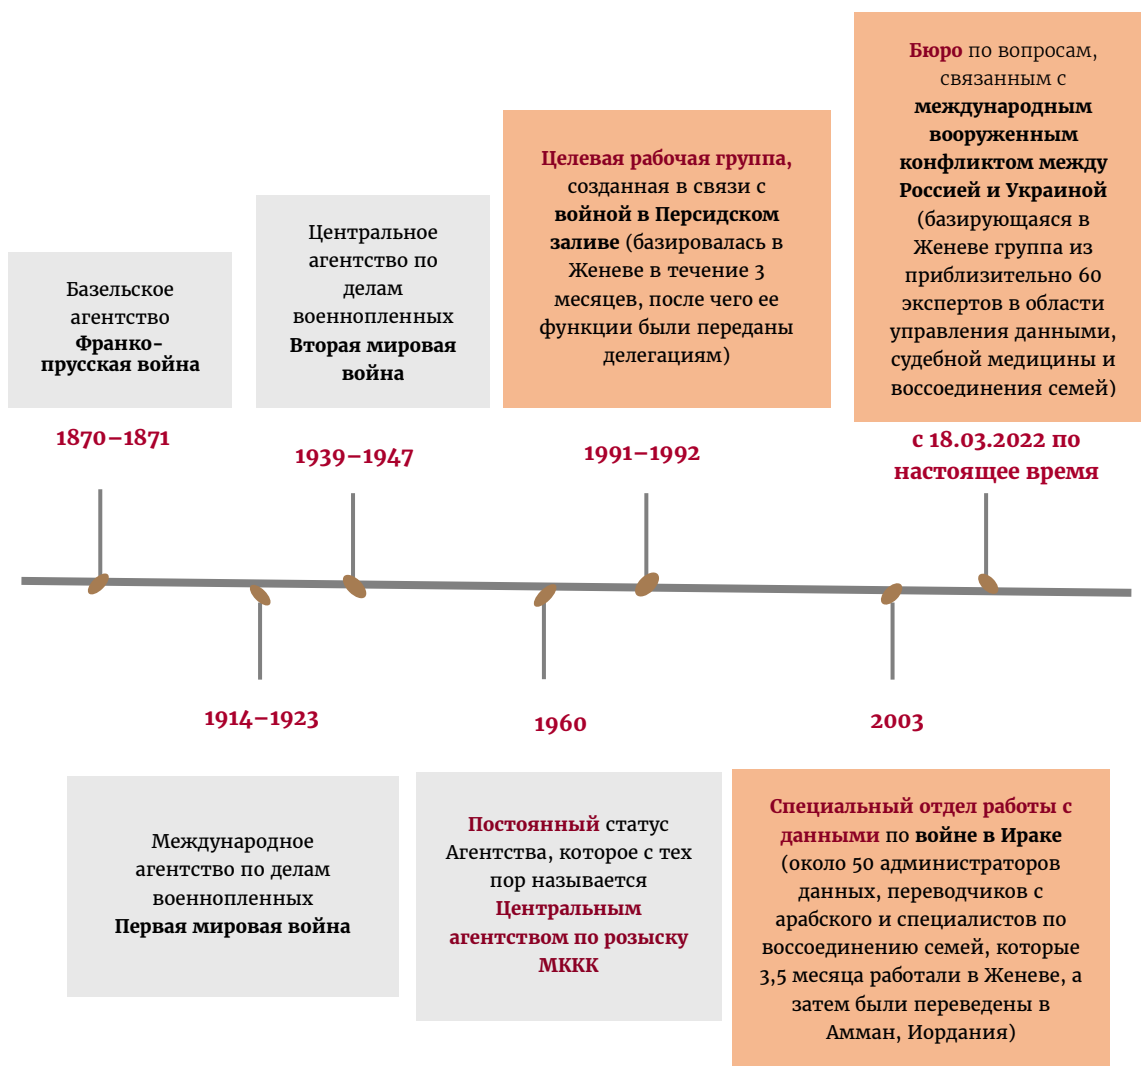 Базельское
агентство
Франко-
прусская война
1870–1871
Международное
агентство по делам
военнопленных
Первая мировая война
1914–1923
Центральное
агентство по
делам
военнопленных
Вторая мировая
война
1939–1947
Постоянный статус
Агентства, которое с тех
пор называется
Центральным
агентством по розыску
МККК
1960
Целевая рабочая группа,
созданная в связи с
войной в Персидском
заливе (базировалась в
Женеве в течение 3
месяцев, после чего ее
функции были переданы
делегациям)
1991–1992
Специальный отдел работы с
данными по войне в Ираке
(около 50 администраторов
данных, переводчиков с
арабского и специалистов по
воссоединению семей, которые
3,5 месяца работали в Женеве, а
затем были переведены в
Амман, Иордания)
2003
Бюро по вопросам,
связанным с
международным
вооруженным
конфликтом между
Россией и Украиной
(базирующаяся в
Женеве группа из
приблизительно 60
экспертов в области
управления данными,
судебной медицины и
воссоединения семей)
с 18.03.2022 по
настоящее время